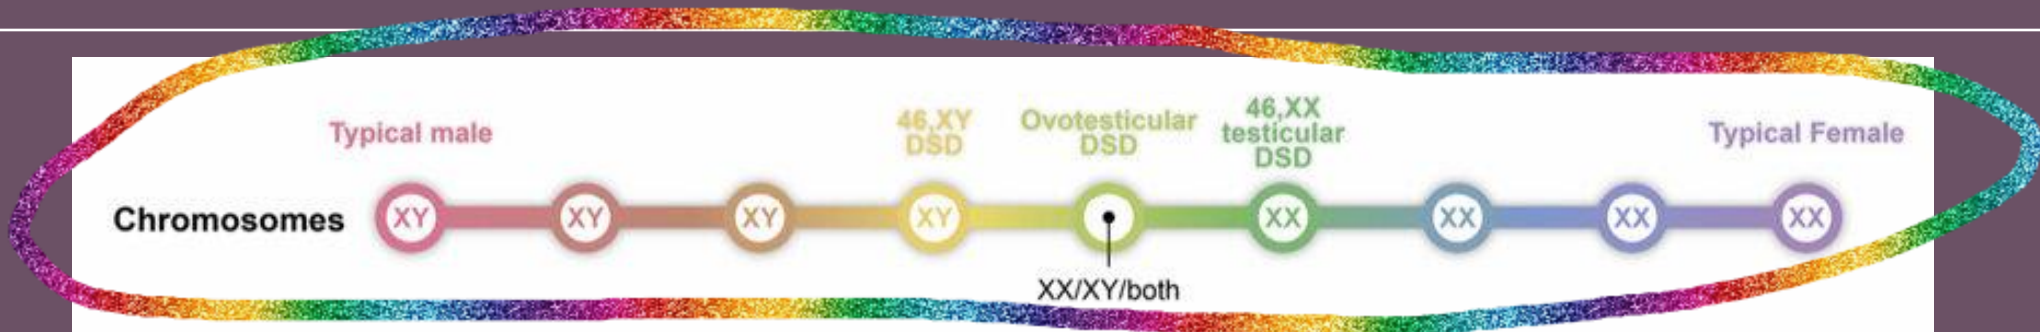 Typical male
46,XY
DSD
Ovotesticular
DSD
46,XX
testicular
DSD
Typical Female
Chromosomes
XY
XY
XY
XY
XX
XX
XX
XX
XX/XY/both